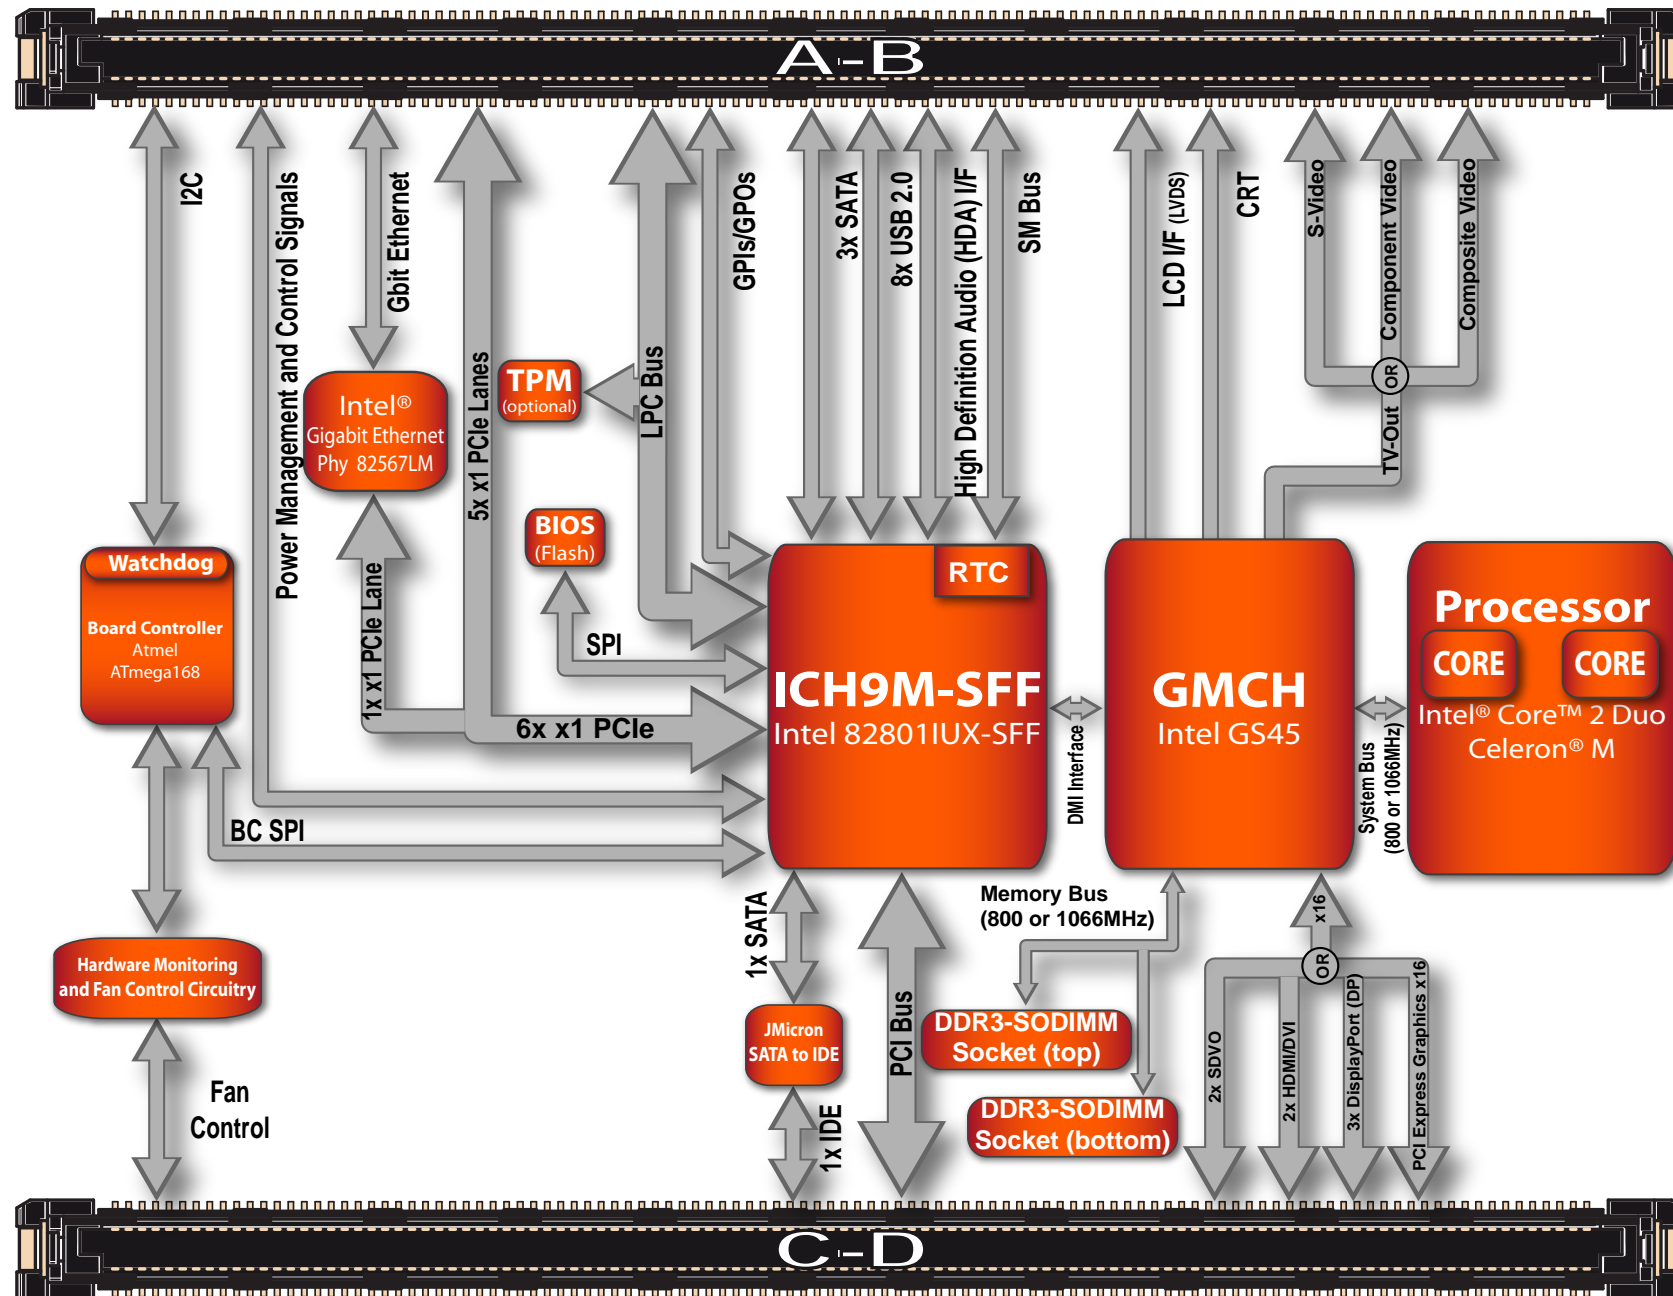 A-B
I2C
Power Management and Control Signals
Gbit Ethernet
5x x1 PCIe Lanes
LPC Bus
GPIs/GPOs
3x SATA
8x USB 2.0
High Definition Audio (HDA) I/F
SM Bus
LCD I/F (LVDS)
CRT
S-Video
Component Video
Composite Video
OR
TV-Out
Intel®
Gigabit Ethernet
Phy 82567LM
TPM
(optional)
BIOS
(Flash)
SPI
1x x1 PCIe Lane
6x x1 PCIe
Watchdog
Board Controller
Atmel
ATmega168
BC SPI
RTC
ICH9M-SFF
Intel 82801IUX-SFF
DMI Interface
GMCH
Intel GS45
System Bus
(800 or 1066MHz)
Processor
CORE
CORE
Intel® Core™ 2 Duo
Celeron® M
Hardware Monitoring
and Fan Control Circuitry
Fan
Control
1x SATA
JMicron
SATA to IDE
1x IDE
PCI Bus
Memory Bus
(800 or 1066MHz)
DDR3-SODIMM
Socket (top)
DDR3-SODIMM
Socket (bottom)
x16
OR
2x SDVO
2x HDMI/DVI
3x DisplayPort (DP)
PCI Express Graphics x16
C-D